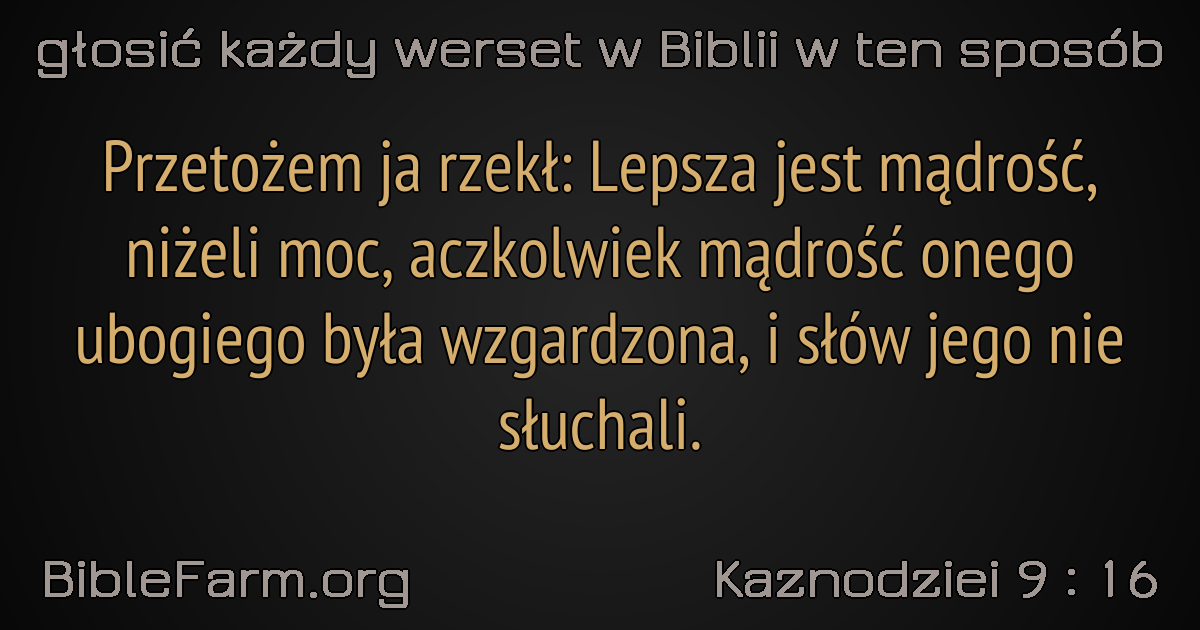 głosić każdy werset w Biblii w ten sposób
Przetożem ja rzekł: Lepsza jest mądrość,
niżeli moc, aczkolwiek mądrość onego
ubogiego była wzgardzona, i słów jego nie
słuchali.
BibleFarm.org
Kaznodziei 9 : 16